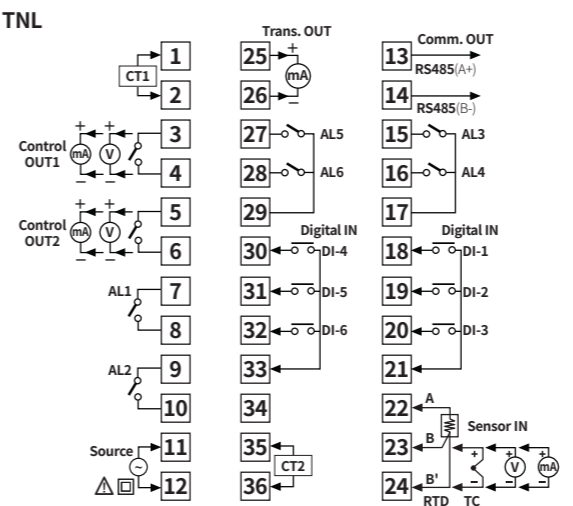 TNL
Trans. OUT
Comm. OUT
1 25 + 13
CT1 mA RS485(A+)
2 26 − 14
RS485(B-)
+ + 3 27 AL5 15 AL3
Control
OUT1 mA V
− − 4 28 AL6 16 AL4
+ + 5 29 17
Control
OUT2 mA V
Digital IN Digital IN
− − 6 30 DI-4 18 DI-1
AL1 7 31 DI-5 19 DI-2
8 32 DI-6 20 DI-3
AL2 9 33 21
10 34 22 A
Sensor IN
Source 11 35 23 B + + +
~ CT2 V mA
12 36 24 B' − − −
RTD TC